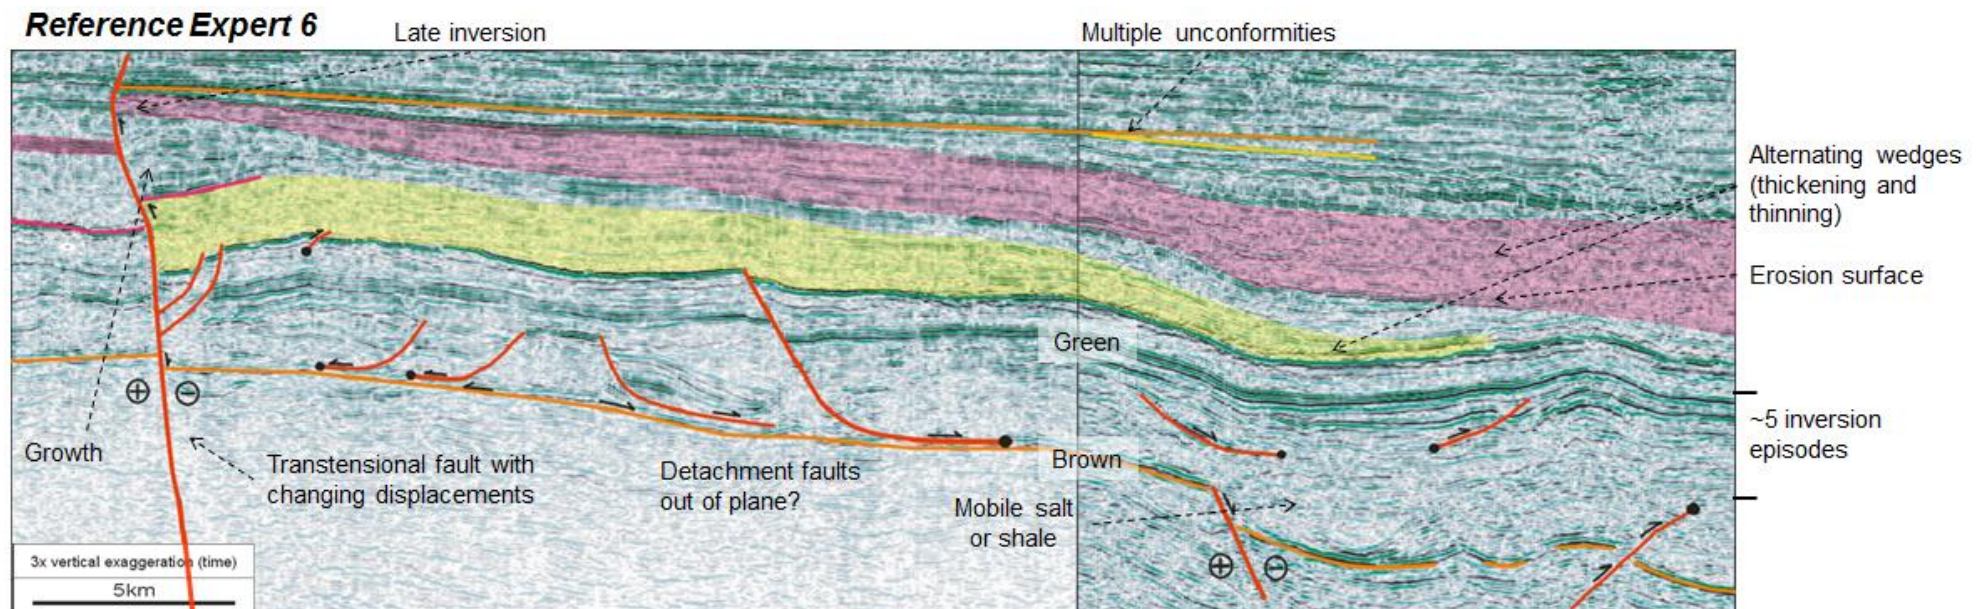 Reference Expert 6
Late inversion
Multiple unconformities
Alternating wedges
(thickening and
thinning)
Erosion surface
Green
~5 inversion
episodes
Growth
Transtensional fault with
changing displacements
Detachment faults
out of plane?
Brown
Mobile salt
or shale
3x vertical exaggeration (time)
5km